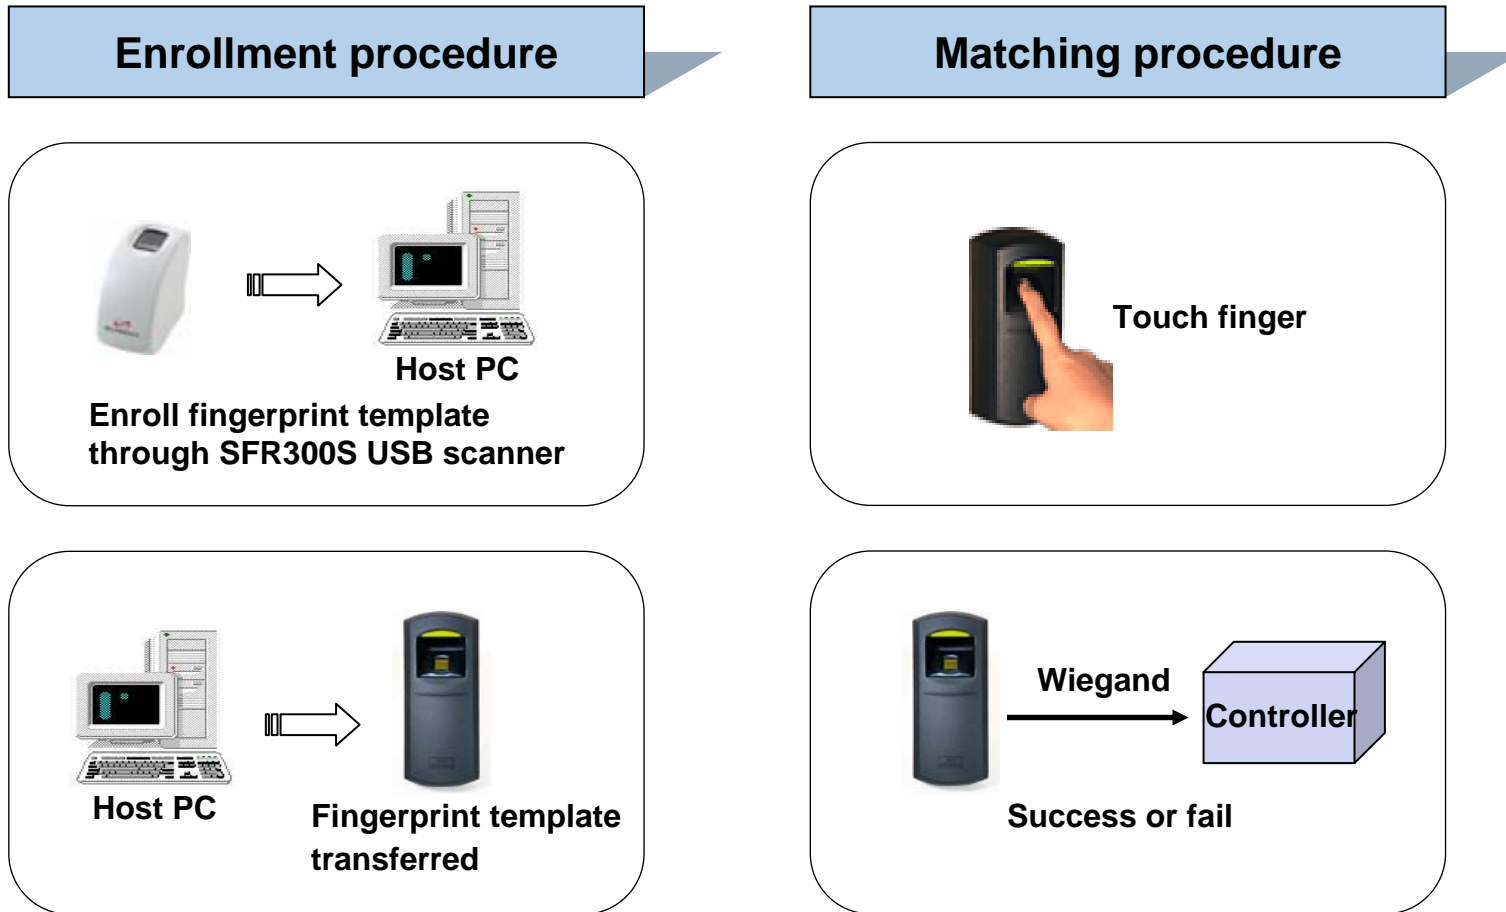 Enrollment procedure
Host PC
Enroll fingerprint template
through SFR300S USB scanner
Host PC
Fingerprint template
transferred
Matching procedure
Touch finger
Wiegand
Controller
Success or fail